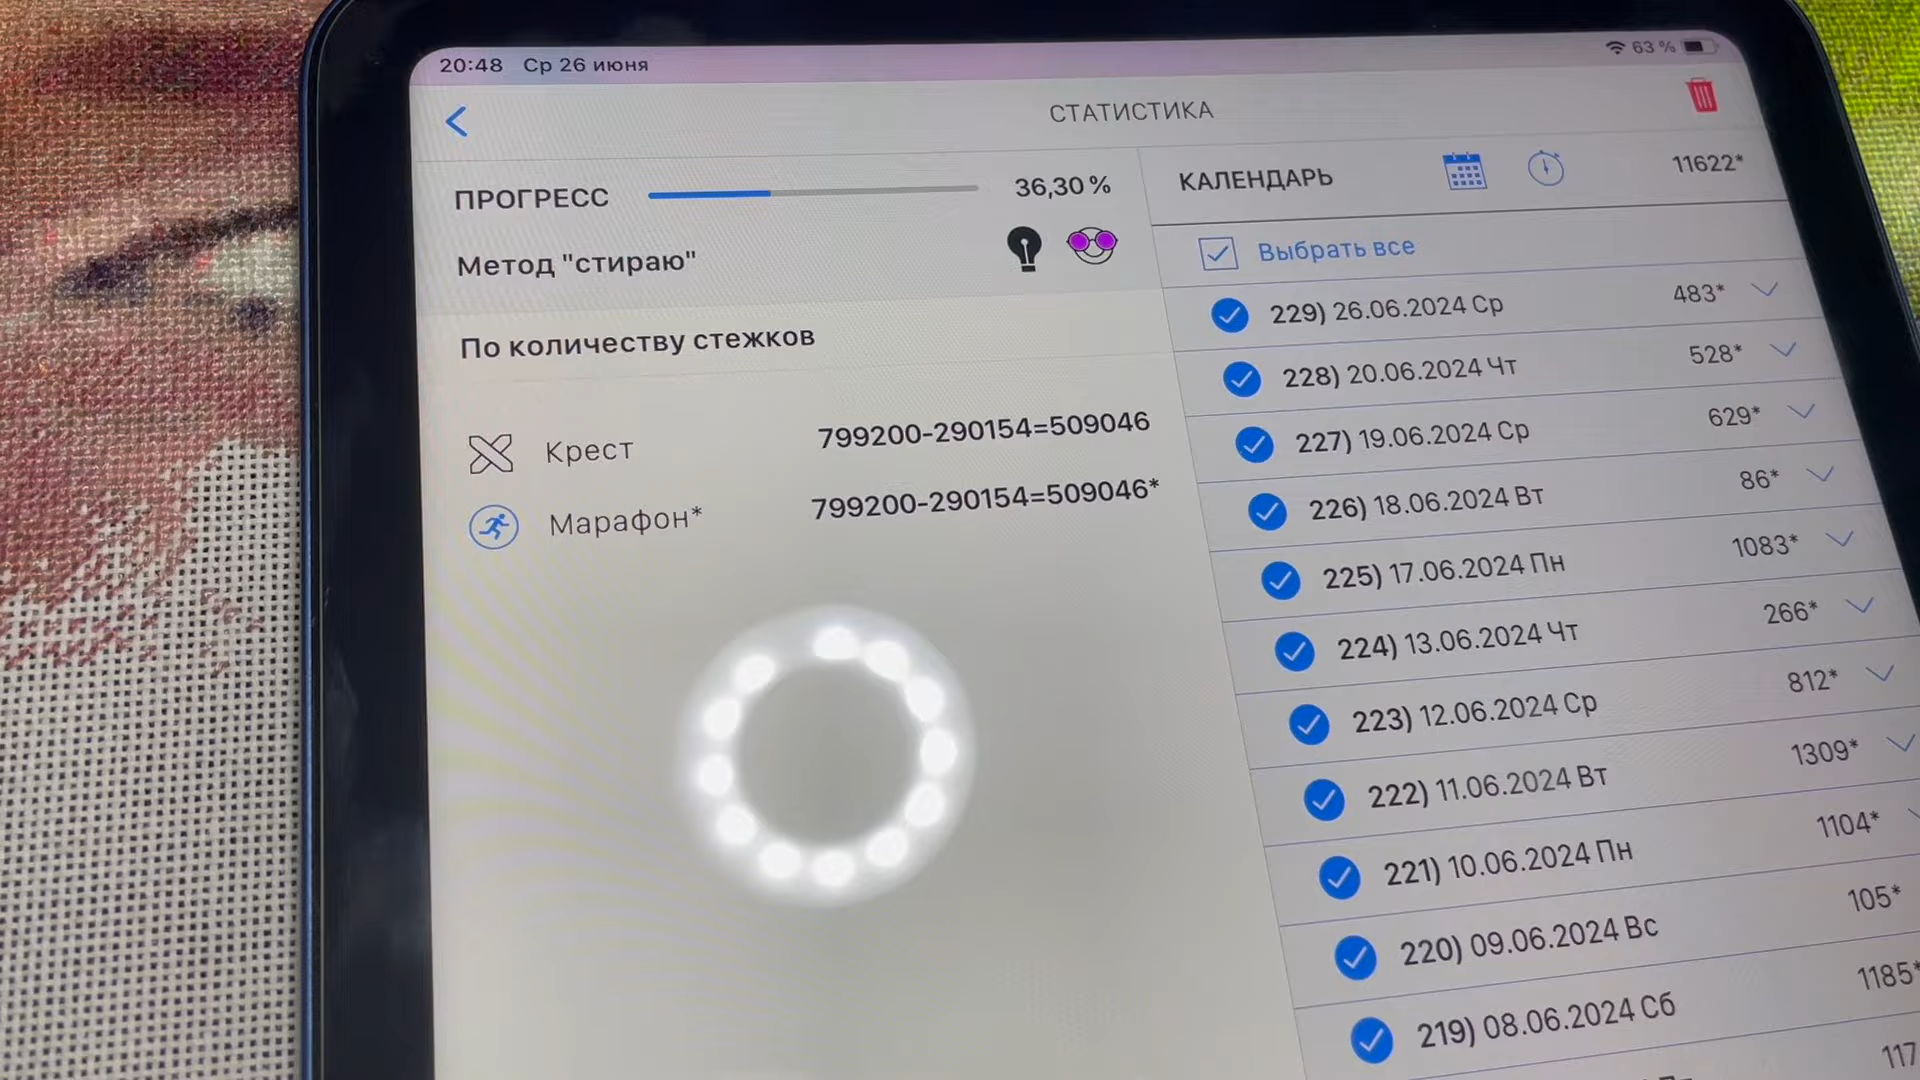 20:48 Ср 26 июня
63 %
СТАТИСТИКА
ПРОГРЕСС 36,30 %
Метод "стираю"
По количеству стежков
Крест 799200-290154=509046
Марафон* 799200-290154=509046*
КАЛЕНДАРЬ 11622*
Выбрать все
229) 26.06.2024 Ср 483*
228) 20.06.2024 Чт 528*
227) 19.06.2024 Ср 629*
226) 18.06.2024 Вт 86*
225) 17.06.2024 Пн 1083*
224) 13.06.2024 Чт 266*
223) 12.06.2024 Ср 812*
222) 11.06.2024 Вт 1309*
221) 10.06.2024 Пн 1104*
220) 09.06.2024 Вс 105*
219) 08.06.2024 Сб 1185*